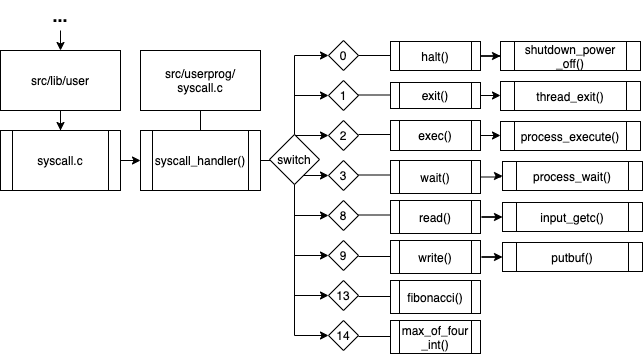 ...
src/lib/user
src/userprog/
syscall.c
syscall.c
syscall_handler()
switch
0
halt()
shutdown_power
_off()
1
exit()
thread_exit()
2
exec()
process_execute()
3
wait()
process_wait()
8
read()
input_getc()
9
write()
putbuf()
13
fibonacci()
14
max_of_four
_int()